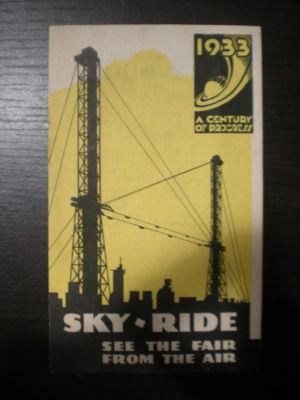 1933
A CENTURY
OF PROGRESS
SKY·RIDE
SEE THE FAIR
FROM THE AIR